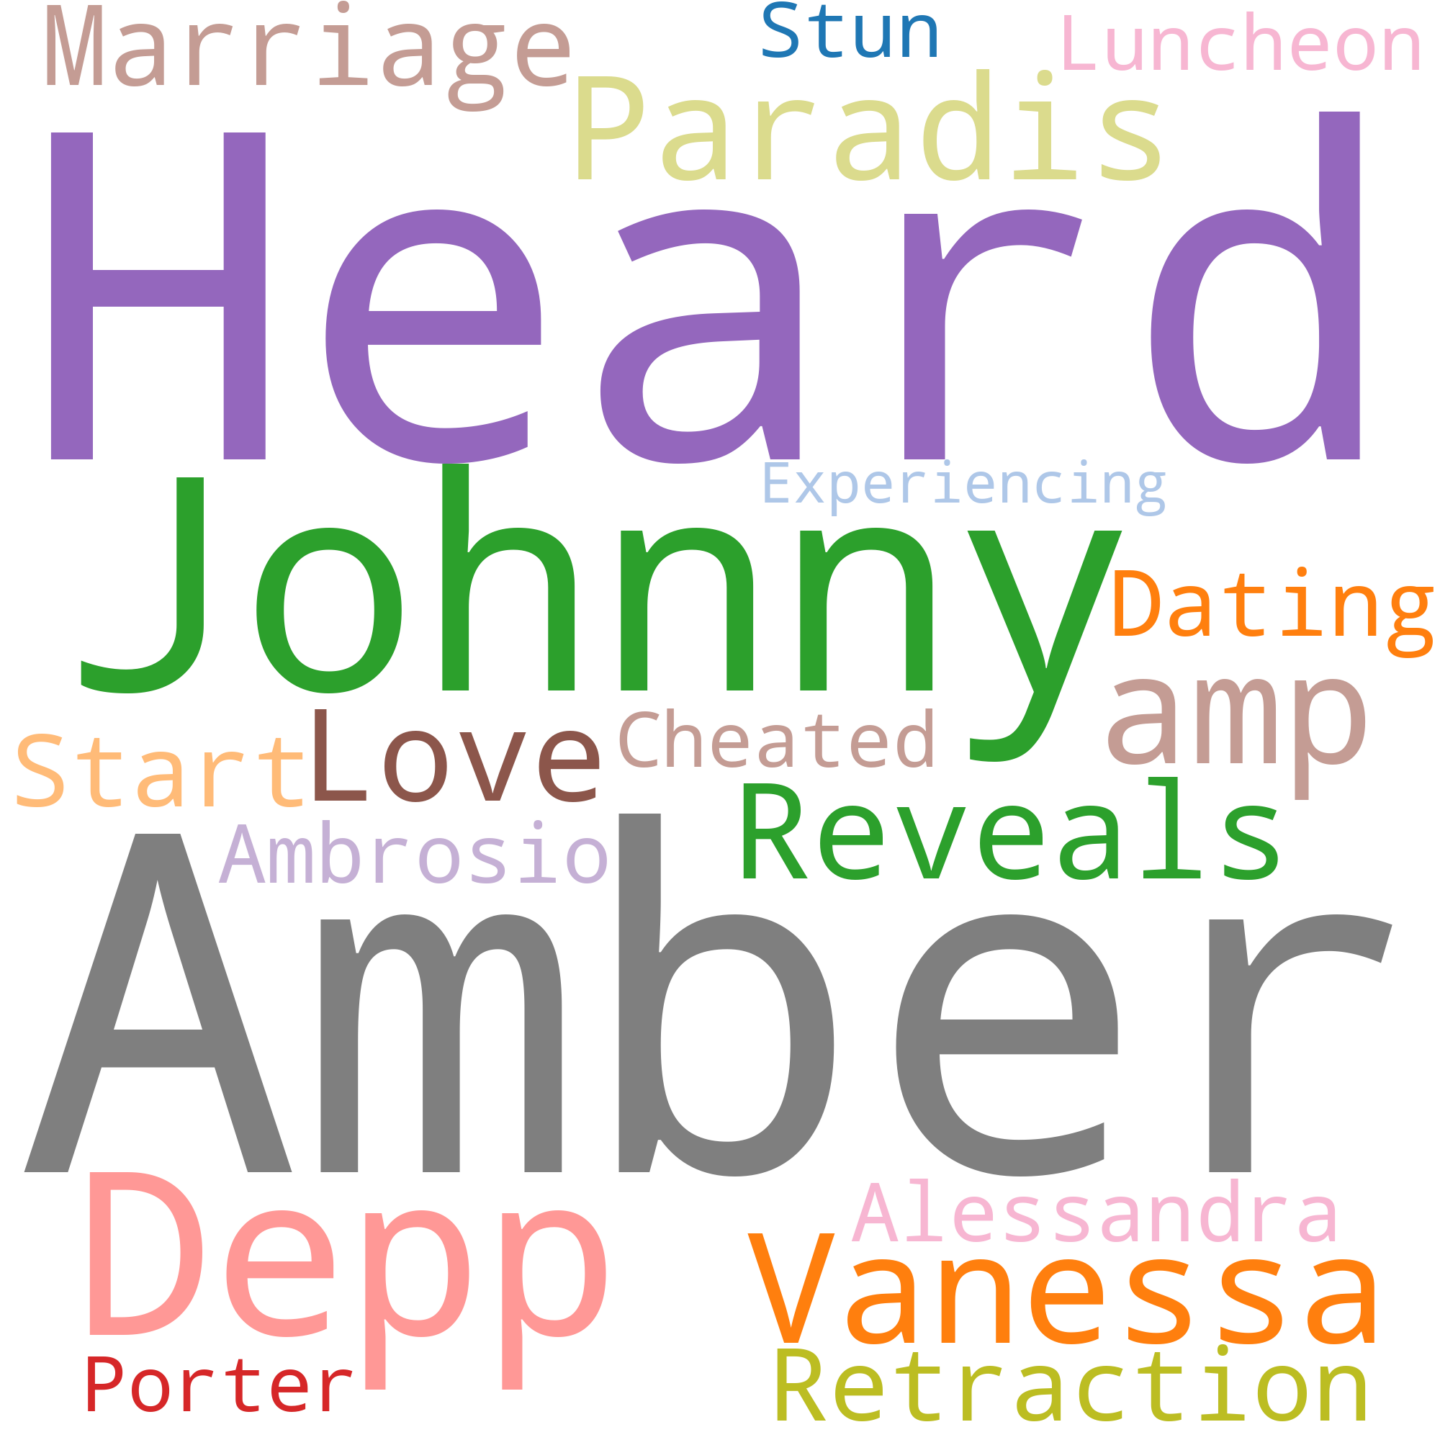 Marriage
Stun
Luncheon
Paradis
Heard
Experiencing
Johnny
Dating
amp
Start
Love
Cheated
Reveals
Ambrosio
Amber
Depp
Alessandra
Vanessa
Porter
Retraction